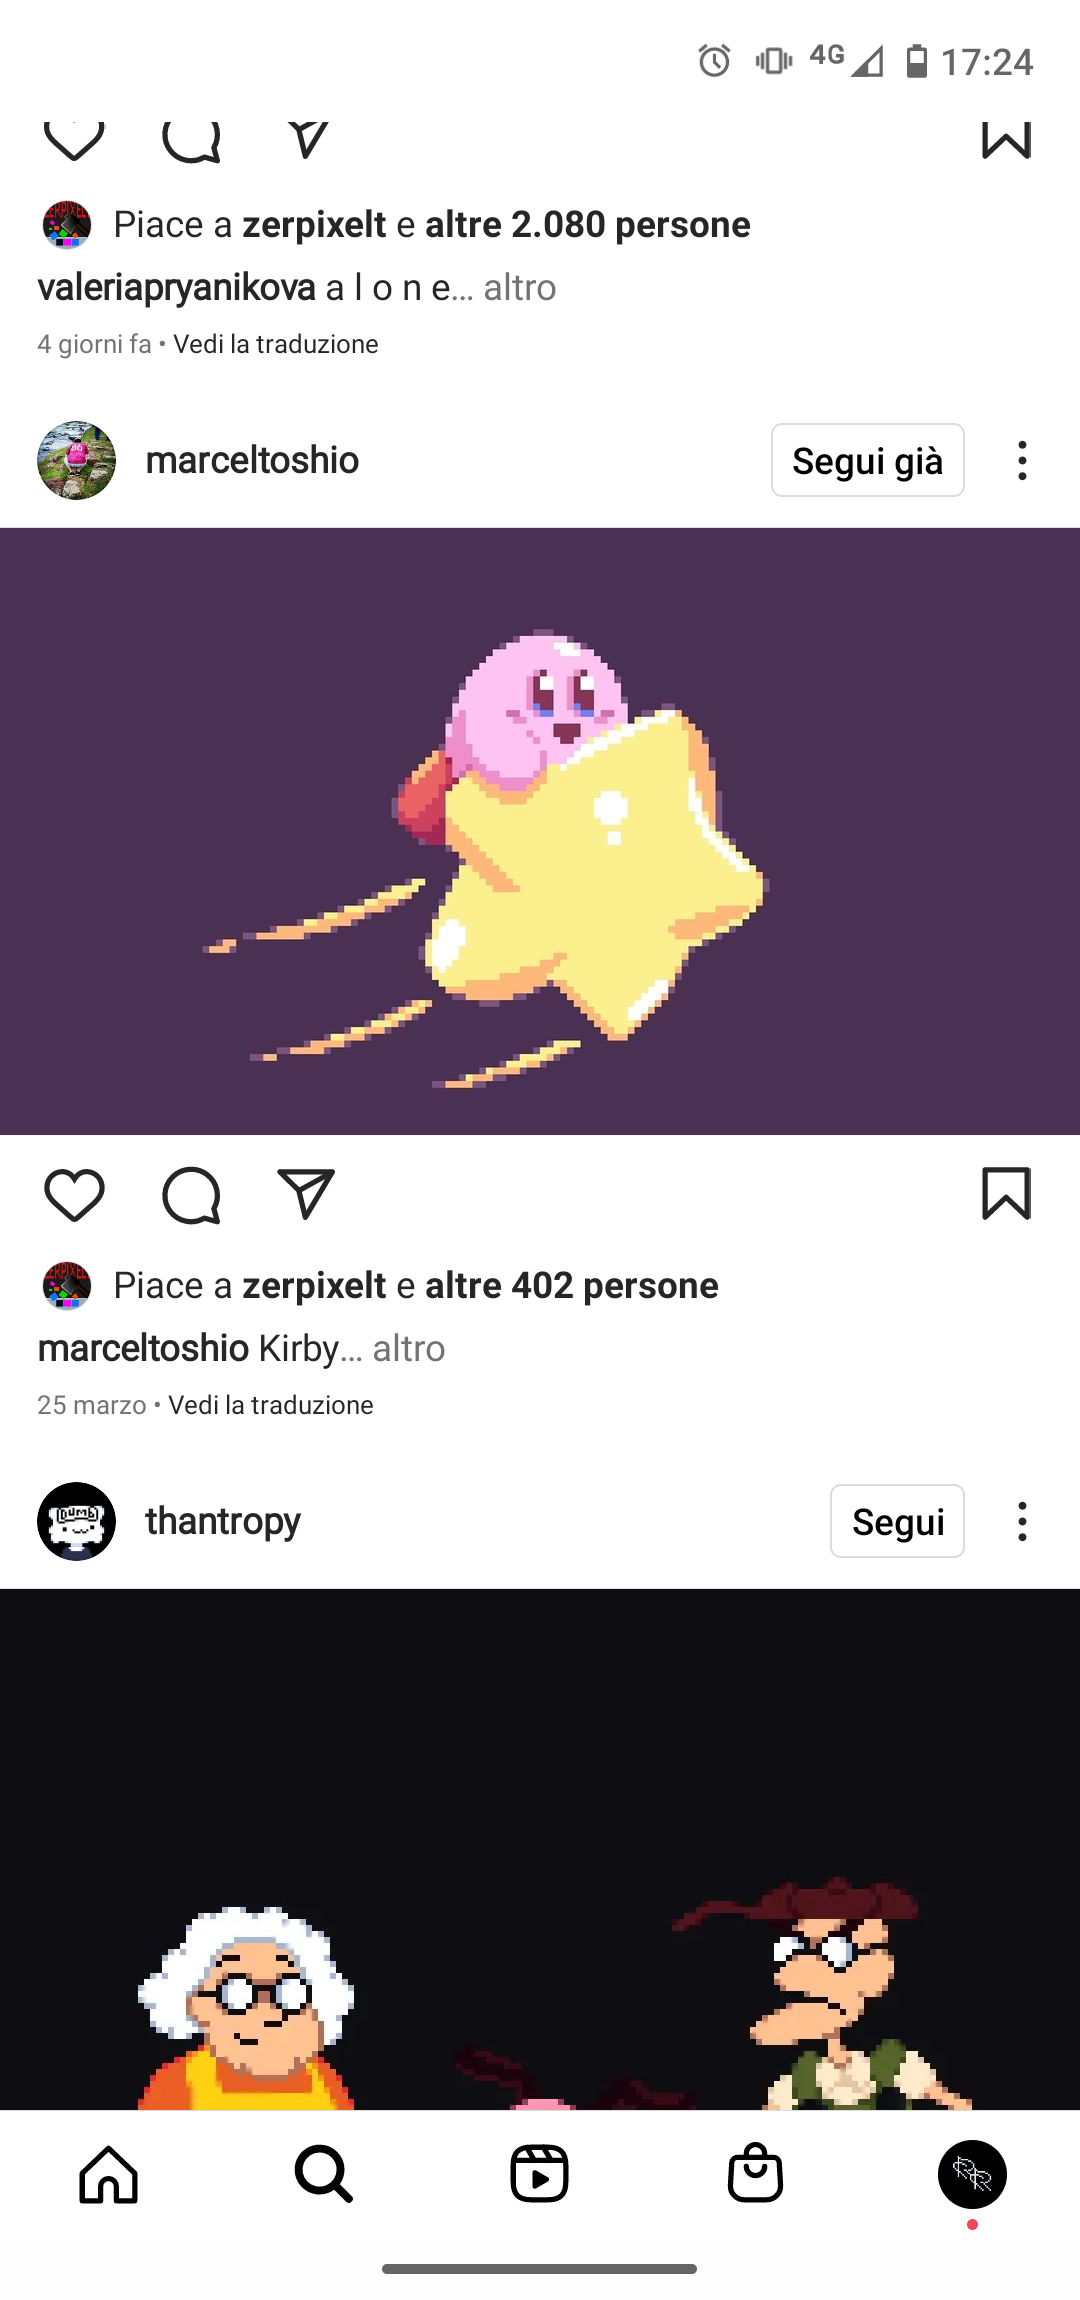 4G 17:24
Piace a zerpixelt e altre 2.080 persone
valeriapryanikova a l o n e... altro
4 giorni fa • Vedi la traduzione
marceltoshio Segui già
Piace a zerpixelt e altre 402 persone
marceltoshio Kirby... altro
25 marzo • Vedi la traduzione
thantropy Segui